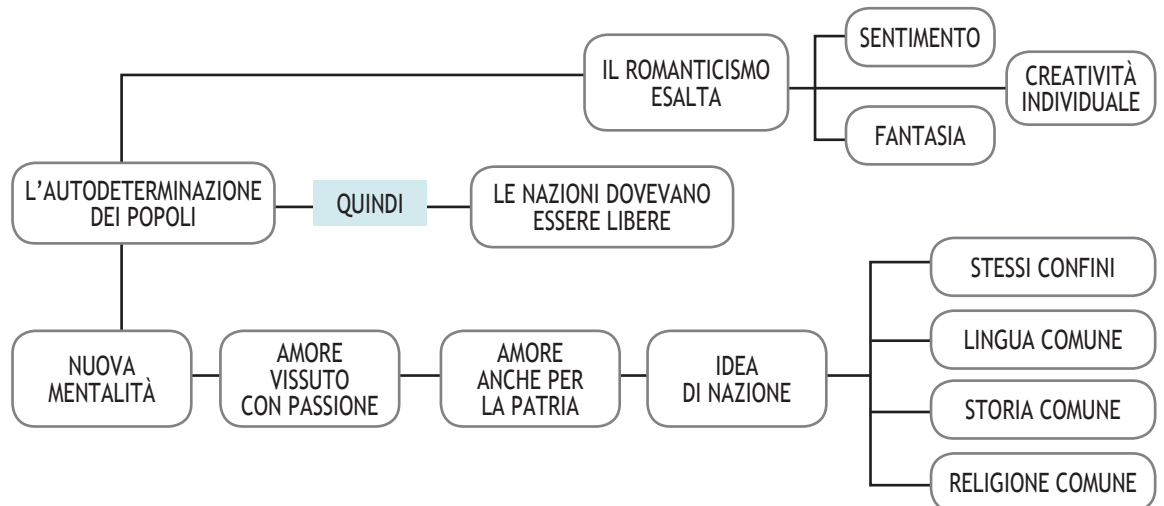 SENTIMENTO
IL ROMANTICISMO
ESALTA
CREATIVITÀ
INDIVIDUALE
FANTASIA
L’AUTODETERMINAZIONE
DEI POPOLI
QUINDI
LE NAZIONI DOVEVANO
ESSERE LIBERE
STESSI CONFINI
LINGUA COMUNE
NUOVA
MENTALITÀ
AMORE
VISSUTO
CON PASSIONE
AMORE
ANCHE PER
LA PATRIA
IDEA
DI NAZIONE
STORIA COMUNE
RELIGIONE COMUNE